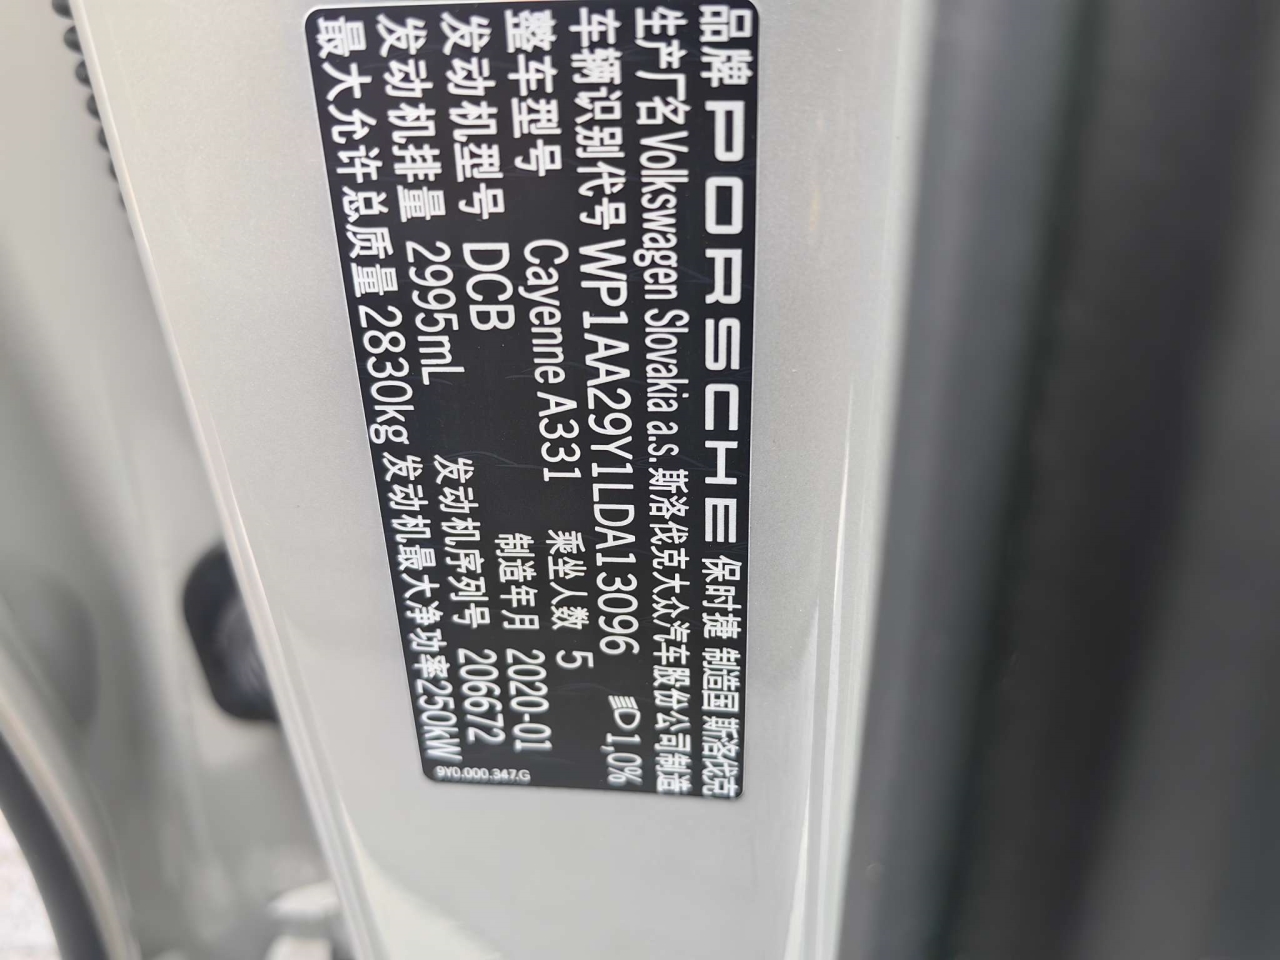 品牌 PORSCHE 保时捷 制造国 斯洛伐克
生产厂名 Volkswagen Slovakia a.s. 斯洛伐克大众汽车股份公司制造
车辆识别代号 WP1AA29Y1LDA13096 1,0%
整车型号 Cayenne A331 乘坐人数 5
发动机型号 DCB 制造年月 2020-01
发动机排量 2995mL 发动机序列号 206672
最大允许总质量 2830kg 发动机最大净功率 250kW
9Y0.000.347.G